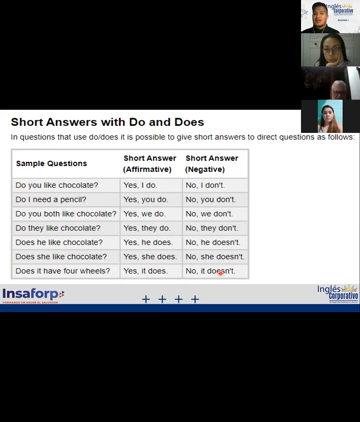 Inglés
Corporativo
Short Answers with Do and Does
In questions that use do/does it is possible to give short answers to direct questions as follows:
Sample Questions
Short Answer
(Affirmative)
Short Answer
(Negative)
Do you like chocolate? Yes, I do. No, I don't.
Do I need a pencil? Yes, you do. No, you don't.
Do you both like chocolate? Yes, we do. No, we don't.
Do they like chocolate? Yes, they do. No, they don't.
Does he like chocolate? Yes, he does. No, he doesn't.
Does she like chocolate? Yes, she does. No, she doesn't.
Does it have four wheels? Yes, it does. No, it doesn't.
Insaforp
Inglés
Corporativo